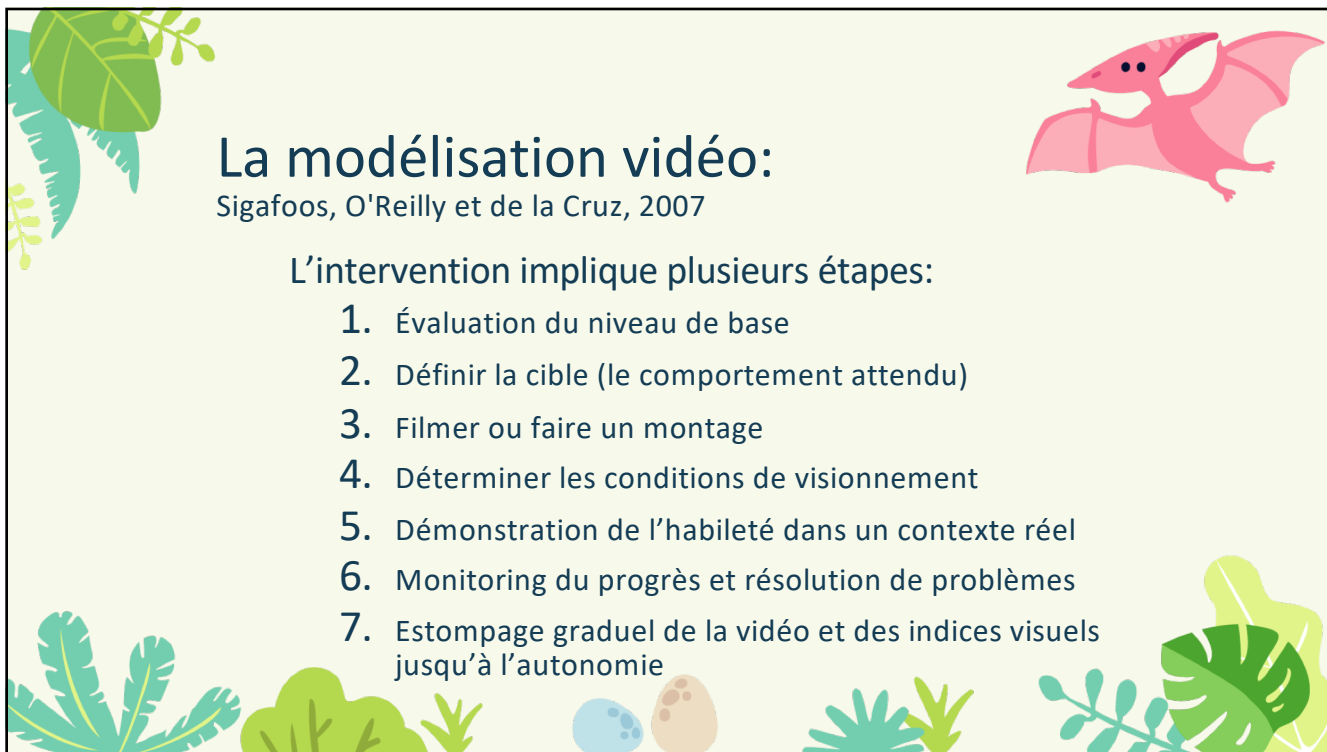 La modélisation vidéo:
Sigafoos, O'Reilly et de la Cruz, 2007
L’intervention implique plusieurs étapes:
1. Évaluation du niveau de base
2. Définir la cible (le comportement attendu)
3. Filmer ou faire un montage
4. Déterminer les conditions de visionnement
5. Démonstration de l’habileté dans un contexte réel
6. Monitoring du progrès et résolution de problèmes
7. Estompage graduel de la vidéo et des indices visuels
jusqu’à l’autonomie